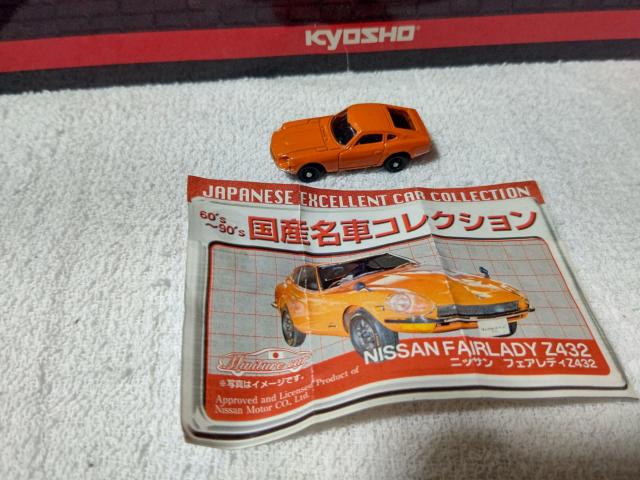 KYOSHO
JAPANESE EXCELLENT CAR COLLECTION
60's
～90's
国産名車コレクション
NISSAN FAIRLADY Z432
ニッサン フェアレディZ432
Miniture car
※写真はイメージです。
Approved and Licensed Product of
Nissan Motor CO., Ltd.